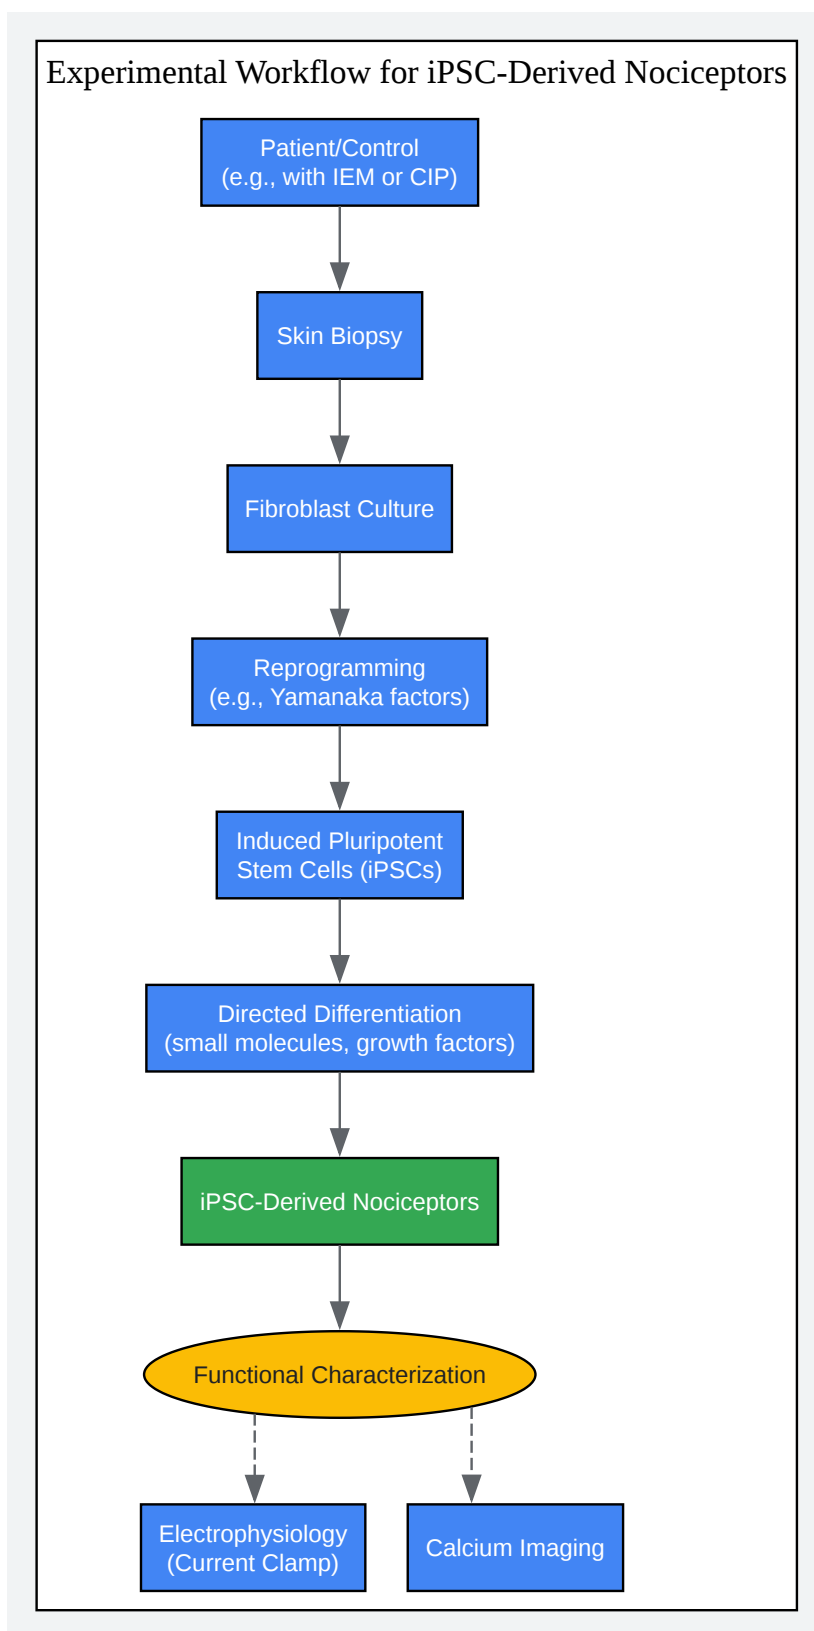 Experimental Workflow for iPSC-Derived Nociceptors
Patient/Control
(e.g., with IEM or CIP)
Skin Biopsy
Fibroblast Culture
Reprogramming
(e.g., Yamanaka factors)
Induced Pluripotent
Stem Cells (iPSCs)
Directed Differentiation
(small molecules, growth factors)
iPSC-Derived Nociceptors
Functional Characterization
Electrophysiology
(Current Clamp)
Calcium Imaging